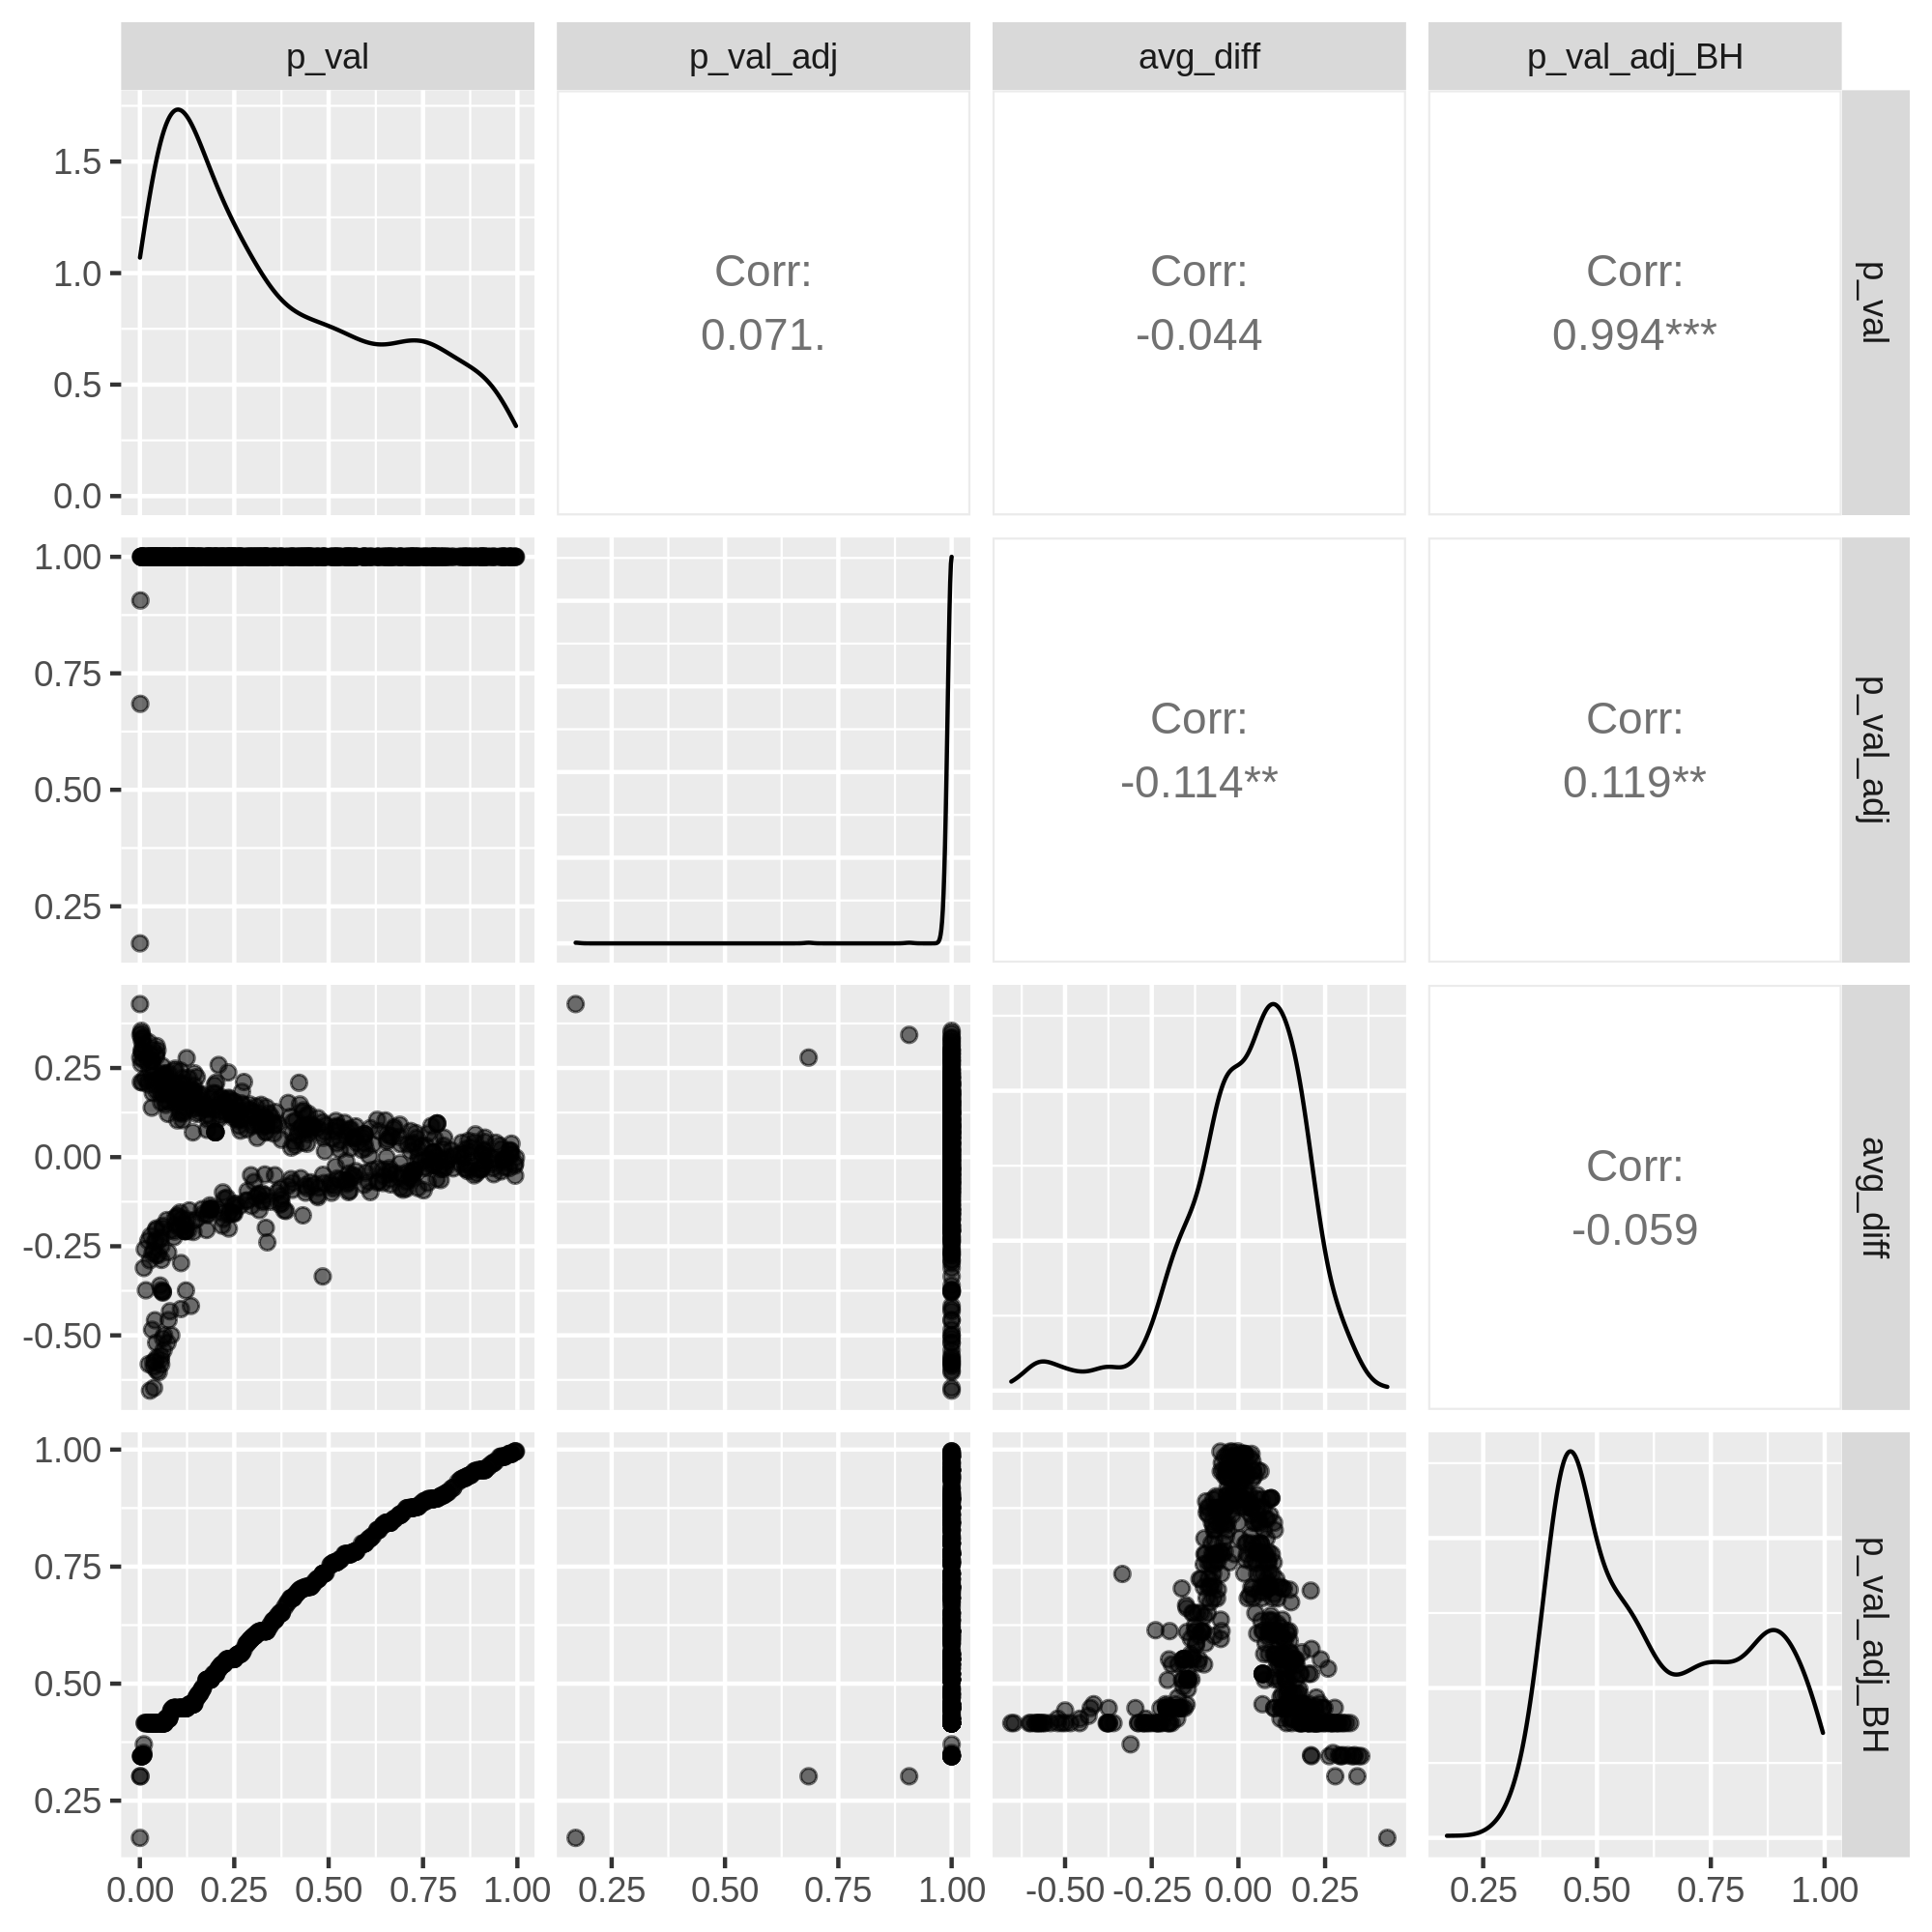 p_val
p_val_adj
avg_diff
p_val_adj_BH
1.5
1.0
0.5
0.0
Corr:
0.071.
Corr:
-0.044
Corr:
0.994***
p_val
1.00
0.75
0.50
0.25
Corr:
-0.114**
Corr:
0.119**
p_val_adj
0.25
0.00
-0.25
-0.50
Corr:
-0.059
avg_diff
1.00
0.75
0.50
0.25
p_val_adj_BH
0.00 0.25 0.50 0.75 1.00
0.25 0.50 0.75 1.00
-0.50 -0.25 0.00 0.25
0.25 0.50 0.75 1.00